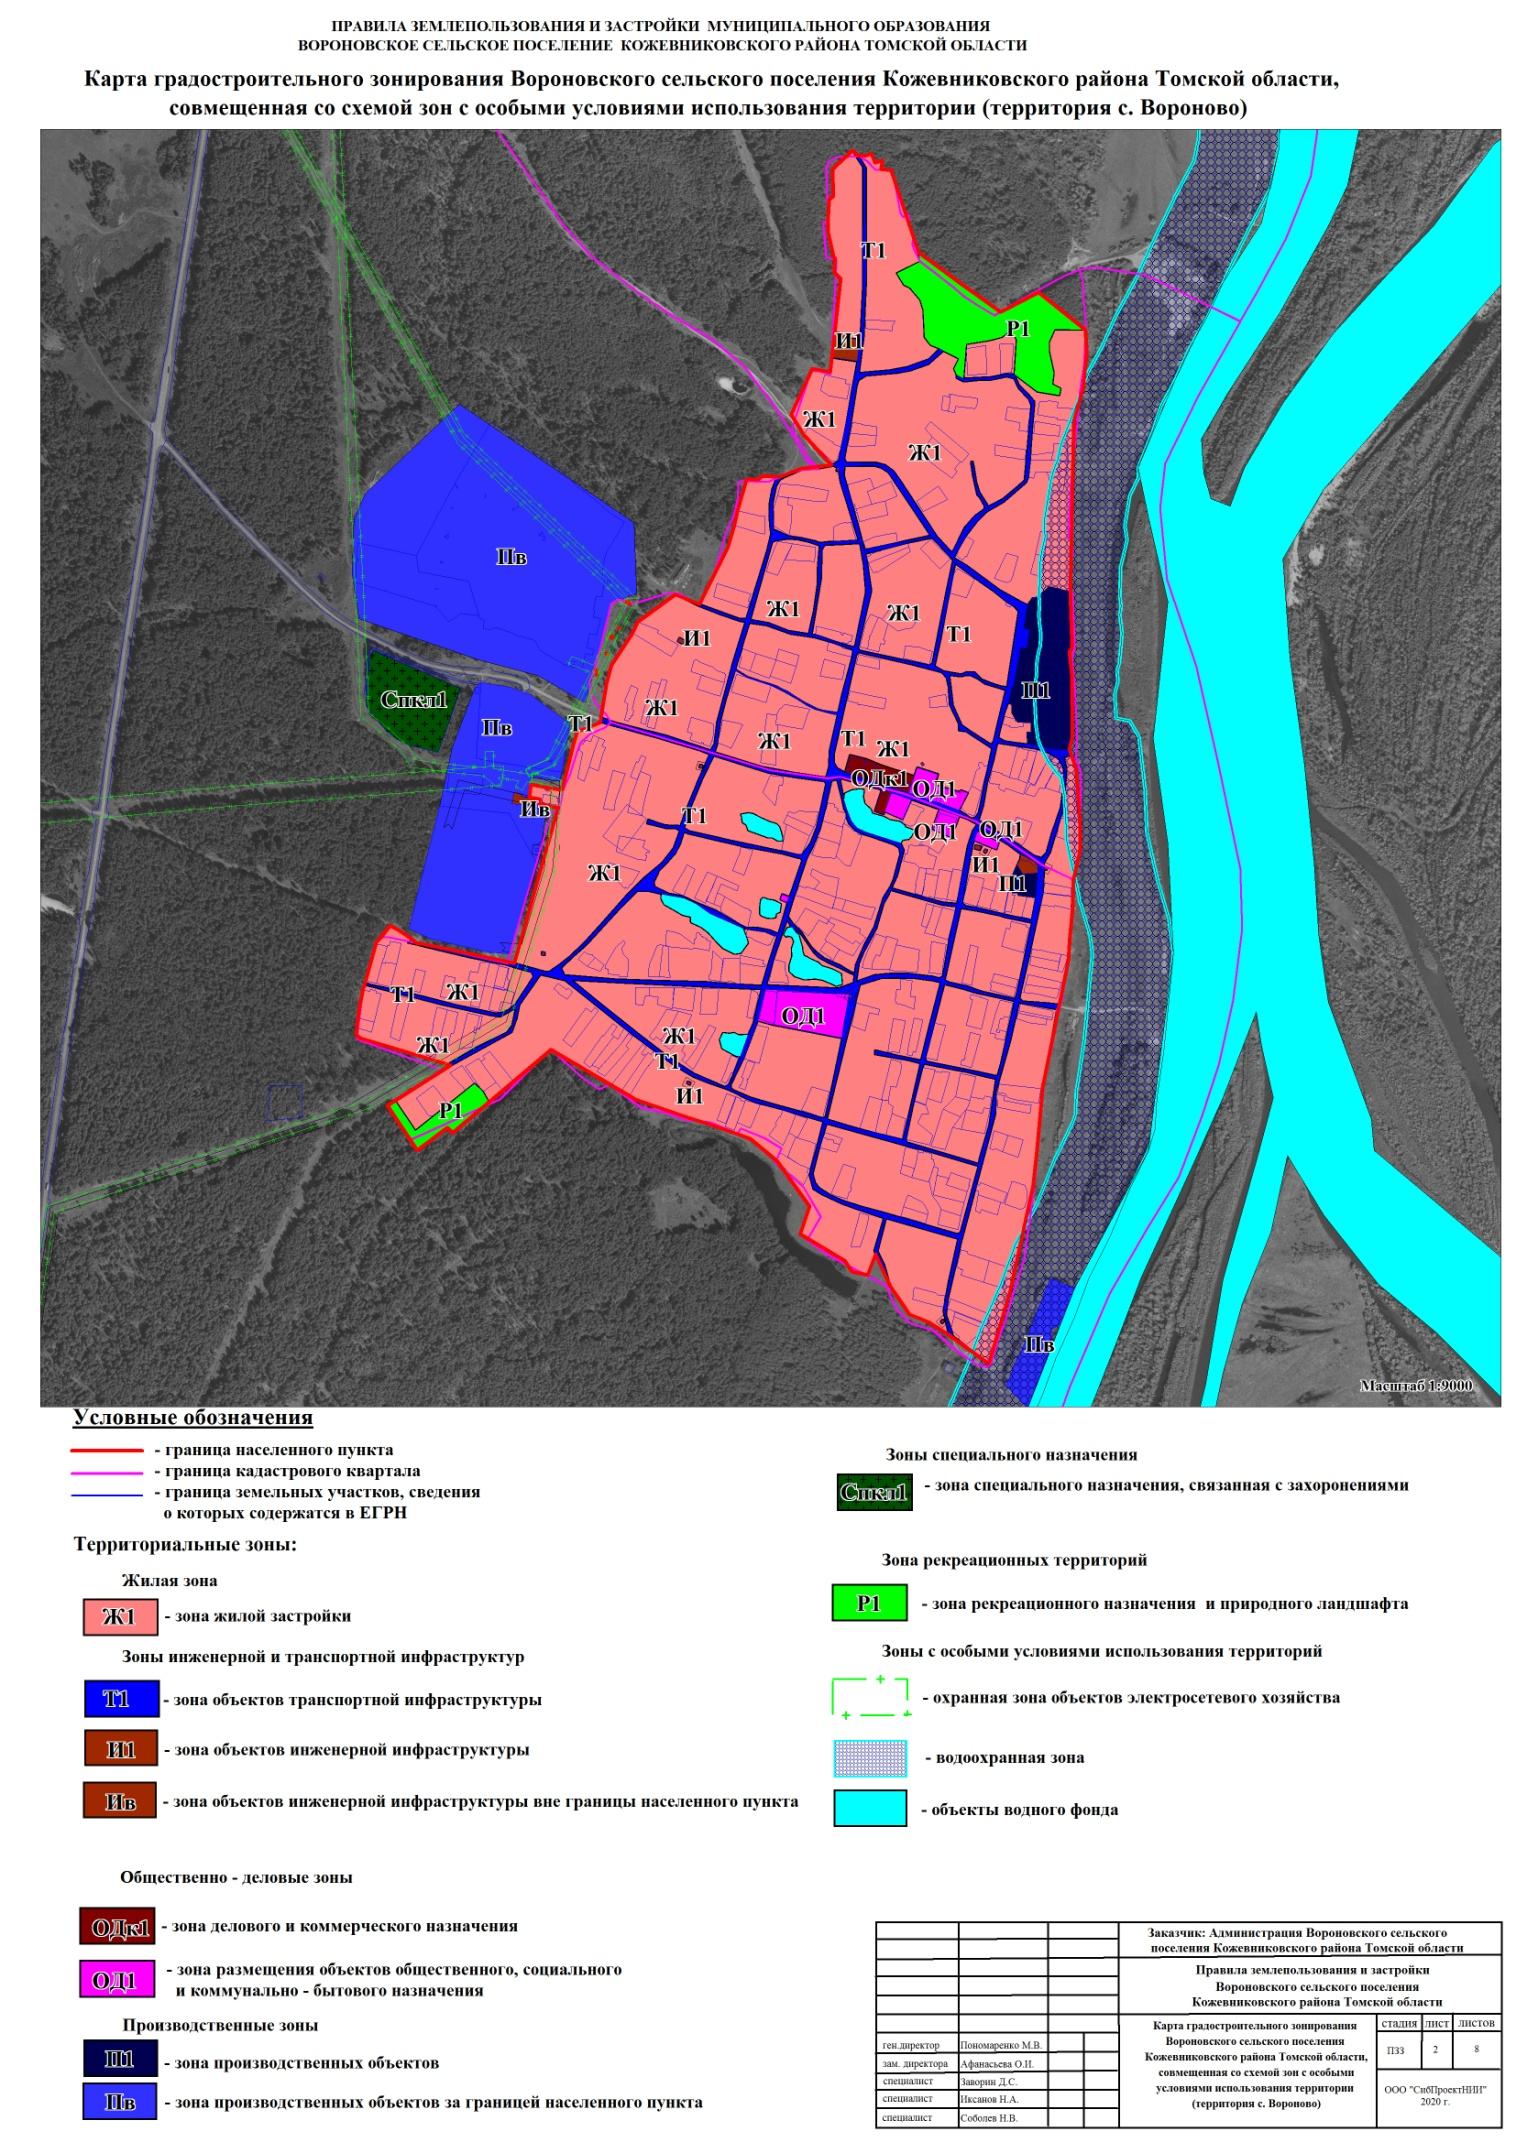 ПРАВИЛА ЗЕМЛЕПОЛЬЗОВАНИЯ И ЗАСТРОЙКИ МУНИЦИПАЛЬНОГО ОБРАЗОВАНИЯ
ВОРОНОВСКОЕ СЕЛЬСКОЕ ПОСЕЛЕНИЕ КОЖЕВНИКОВСКОГО РАЙОНА ТОМСКОЙ ОБЛАСТИ
Карта градостроительного зонирования Вороновского сельского поселения Кожевниковского района Томской области,
совмещенная со схемой зон с особыми условиями использования территории (территория с. Вороново)
Т1
Р1
И1
Ж1
Ж1
Пв
Ж1
Ж1
Т1
И1
П1
Спкл1
Ж1
Пв
Т1
Ж1
Т1
Ж1
ОДк1
ОД1
Ив
Т1
ОД1
ОД1
И1
Ж1
П1
Т1
Ж1
ОД1
Ж1
Ж1
Т1
И1
Р1
Пв
Масштаб 1:9000
Условные обозначения
- граница населенного пункта
- граница кадастрового квартала
- граница земельных участков, сведения
о которых содержатся в ЕГРН
Территориальные зоны:
Жилая зона
Ж1 - зона жилой застройки
Зоны инженерной и транспортной инфраструктур
Т1 - зона объектов транспортной инфраструктуры
И1 - зона объектов инженерной инфраструктуры
Ив - зона объектов инженерной инфраструктуры вне границы населенного пункта
Общественно - деловые зоны
ОДк1 - зона делового и коммерческого назначения
ОД1 - зона размещения объектов общественного, социального
и коммунально - бытового назначения
Производственные зоны
П1 - зона производственных объектов
Пв - зона производственных объектов за границей населенного пункта
Зоны специального назначения
Спкл1 - зона специального назначения, связанная с захоронениями
Зона рекреационных территорий
Р1 - зона рекреационного назначения и природного ландшафта
Зоны с особыми условиями использования территорий
- охранная зона объектов электросетевого хозяйства
- водоохранная зона
- объекты водного фонда
Заказчик: Администрация Вороновского сельского
поселения Кожевниковского района Томской области
Правила землепользования и застройки
Вороновского сельского поселения
Кожевниковского района Томской области
Карта градостроительного зонирования
Вороновского сельского поселения
Кожевниковского района Томской области,
совмещенная со схемой зон с особыми
условиями использования территории
(территория с. Вороново)
стадия лист листов
ПЗЗ 2 8
ООО "СибПроектНИИ"
2020 г.
ген.директор Пономаренко М.В.
зам. директора Афанасьева О.И.
специалист Заворин Д.С.
специалист Иксанов Н.А.
специалист Соболев Н.В.